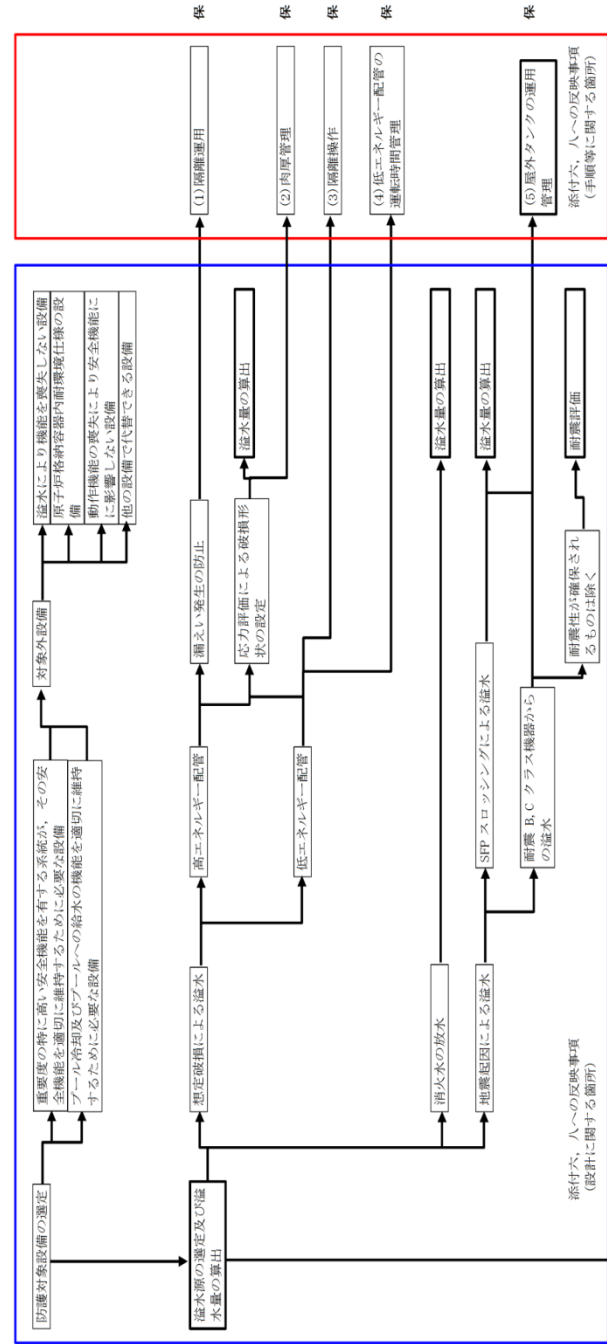 防護対象設備の選定
重要度の特に高い安全機能を有する系統が，その安
全機能を適切に維持するために必要な設備
プール冷却及びプールへの給水の機能を適切に維持
するために必要な設備
対象外設備
溢水により機能を喪失しない設備
原子炉格納容器内耐環境仕様の設
備
動作機能の喪失により安全機能に
影響しない設備
他の設備で代替できる設備
溢水源の選定及び溢
水量の算出
想定破損による溢水
高エネルギー配管
漏えい発生の防止
(1)隔離運用
保
応力評価による破損形
状の設定
溢水量の算出
(2)肉厚管理
保
低エネルギー配管
(3)隔離操作
保
(4)低エネルギー配管の
運転時間管理
保
消火水の放水
溢水量の算出
地震起因による溢水
SFP スロッシングによる溢水
溢水量の算出
耐震 B,C クラス機器から
の溢水
(5)屋外タンクの運用
管理
保
耐震性が確保され
るものは除く
耐震評価
添付六，八への反映事項
(設計に関する箇所)
添付六，八への反映事項
(手順等に関する箇所)